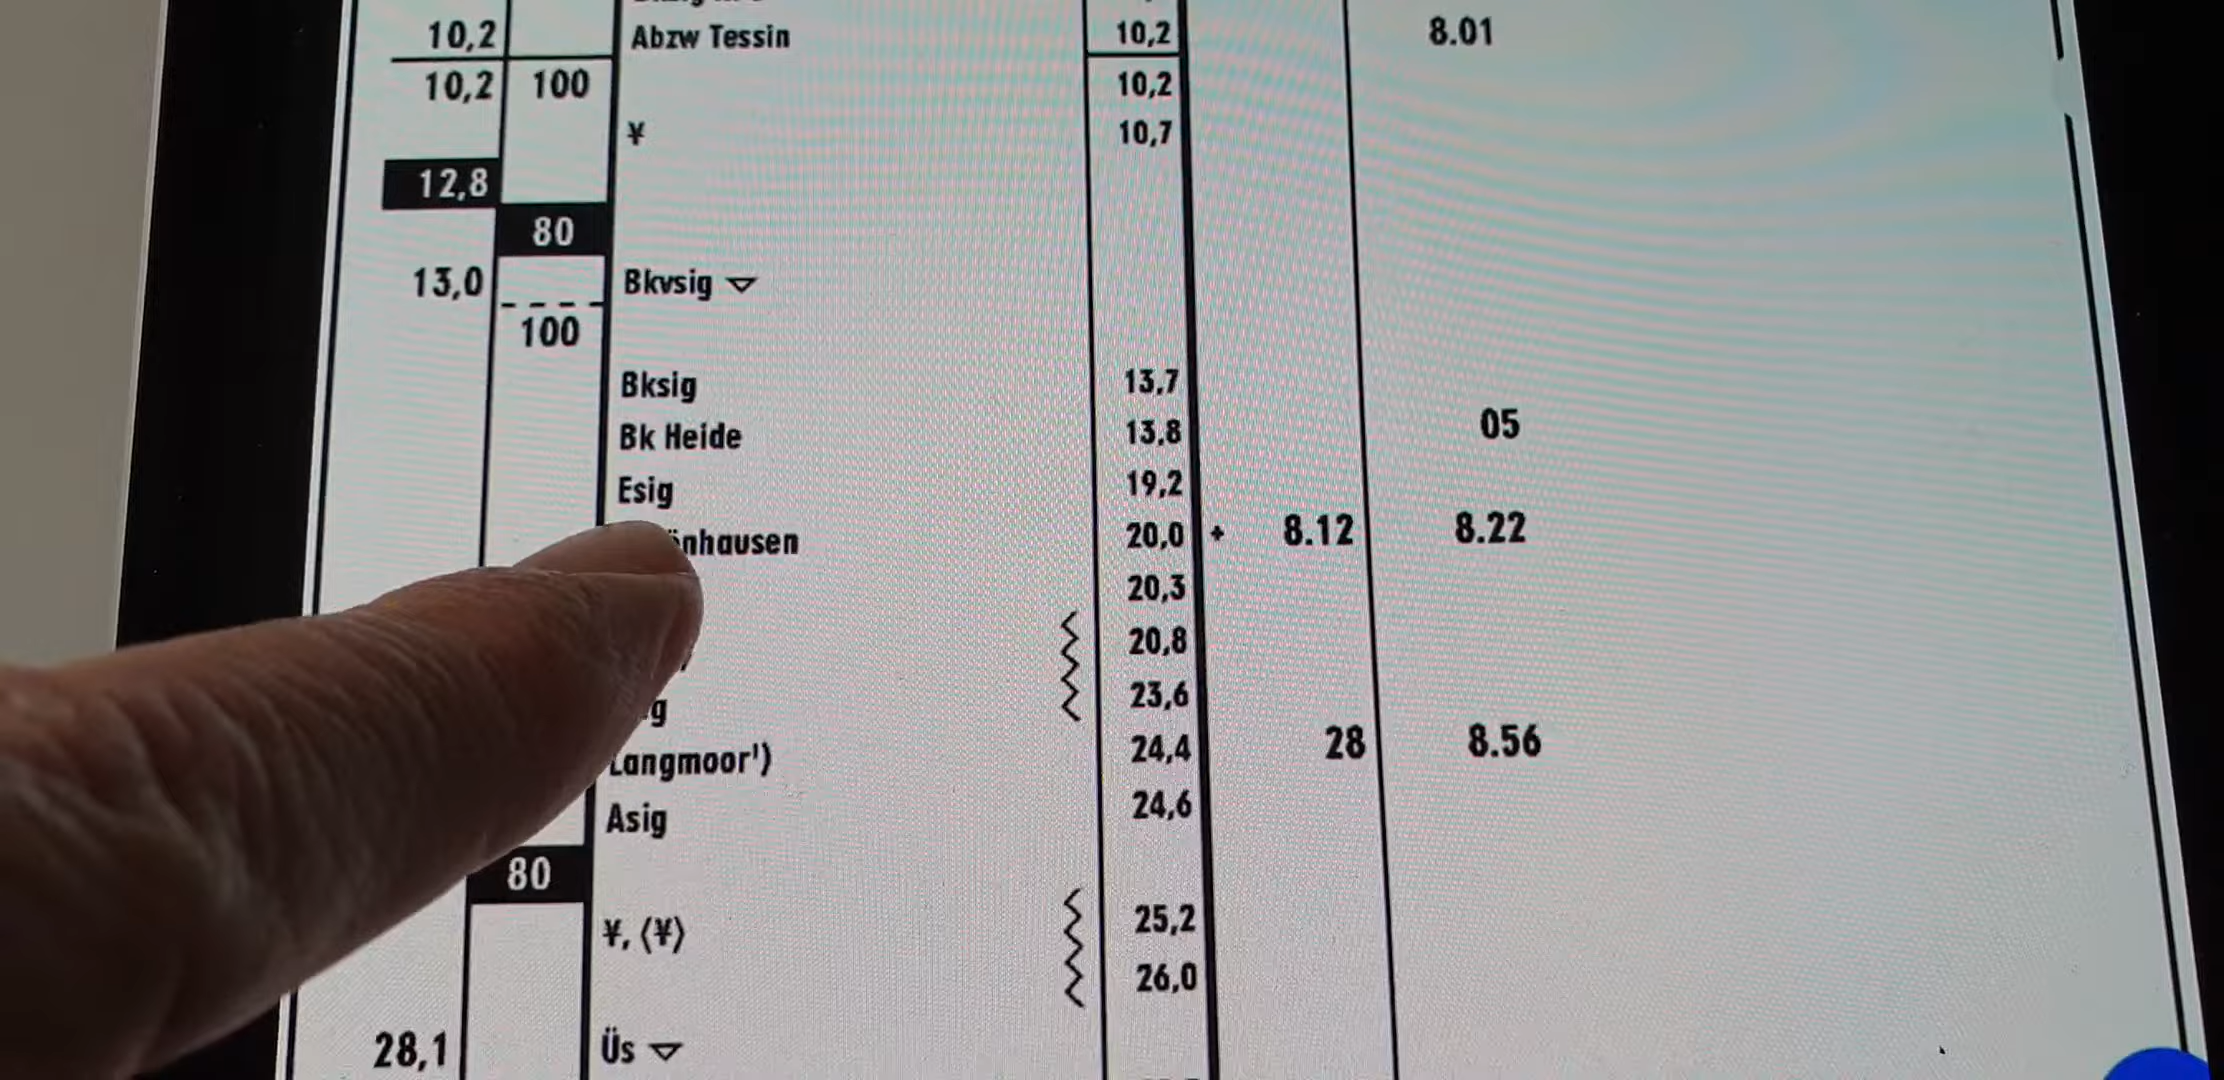 10,2 Abzw Tessin 10,2 8.01
10,2 100 10,2
¥ 10,7
12,8
80
13,0 Bkvsig ▽
100
Bksig 13,7
Bk Heide 13,8 05
Esig 19,2
nhausen 20,0 + 8.12 8.22
20,3
20,8
g 23,6
Langmoor¹) 24,4 28 8.56
Asig 24,6
80
¥, ⟨¥⟩ 25,2
26,0
28,1 Üs ▽